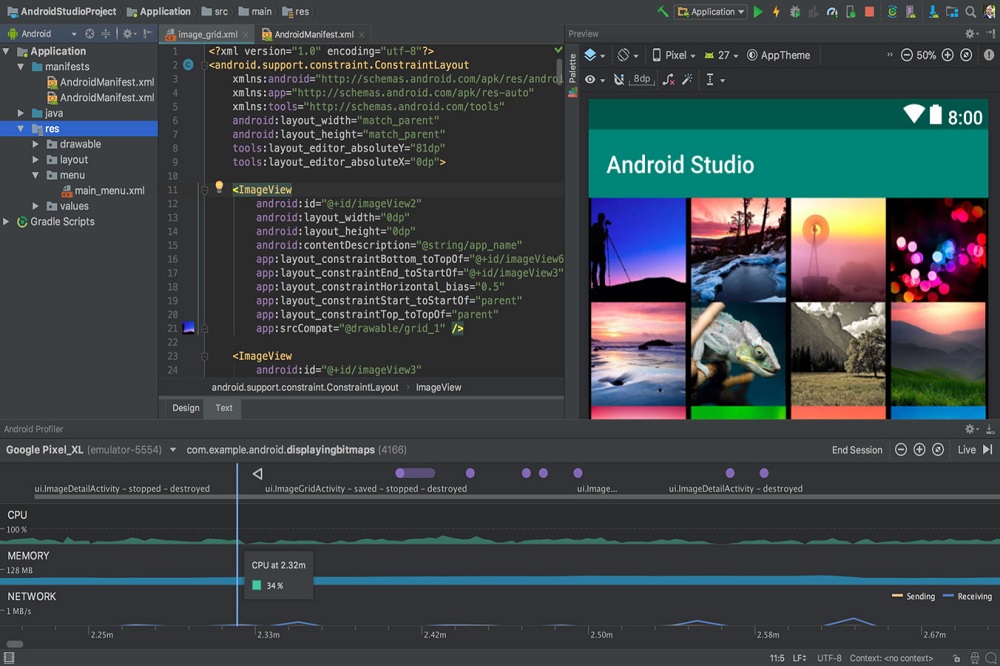 AndroidStudioProject Application src main res
Application
Android
image_grid.xml AndroidManifest.xml
Preview
Application
manifests
AndroidManifest.xml
AndroidManifest.xml
java
res
drawable
layout
menu
main_menu.xml
values
Gradle Scripts
1 <?xml version="1.0" encoding="utf-8"?>
2 <android.support.constraint.ConstraintLayout
3 xmlns:android="http://schemas.android.com/apk/res/andro
4 xmlns:app="http://schemas.android.com/apk/res-auto"
5 xmlns:tools="http://schemas.android.com/tools"
6 android:layout_width="match_parent"
7 android:layout_height="match_parent"
8 tools:layout_editor_absoluteY="81dp"
9 tools:layout_editor_absoluteX="0dp">
10
11 <ImageView
12 android:id="@+id/imageView2"
13 android:layout_width="0dp"
14 android:layout_height="0dp"
15 android:contentDescription="@string/app_name"
16 app:layout_constraintBottom_toTopOf="@+id/imageView6
17 app:layout_constraintEnd_toStartOf="@+id/imageView3"
18 app:layout_constraintHorizontal_bias="0.5"
19 app:layout_constraintStart_toStartOf="parent"
20 app:layout_constraintTop_toTopOf="parent"
21 app:srcCompat="@drawable/grid_1" />
22
23 <ImageView
24 android:id="@+id/imageView3"
android.support.constraint.ConstraintLayout › ImageView
Design Text
Palette
Pixel 27 AppTheme » 50%
8dp
8:00
Android Studio
Android Profiler
Google Pixel_XL (emulator-5554) com.example.android.displayingbitmaps (4166)
End Session Live
ui.ImageDetailActivity – stopped – destroyed ui.ImageGridActivity – saved – stopped – destroyed ui.Image... ui.ImageDetailActivity – stopped – destroyed
CPU
100 %
MEMORY
128 MB
CPU at 2.32m
34 %
NETWORK
1 MB/s
Sending Receiving
2.25m 2.33m 2.42m 2.50m 2.58m 2.67m
11:5 LF÷ UTF-8 Context: <no context>